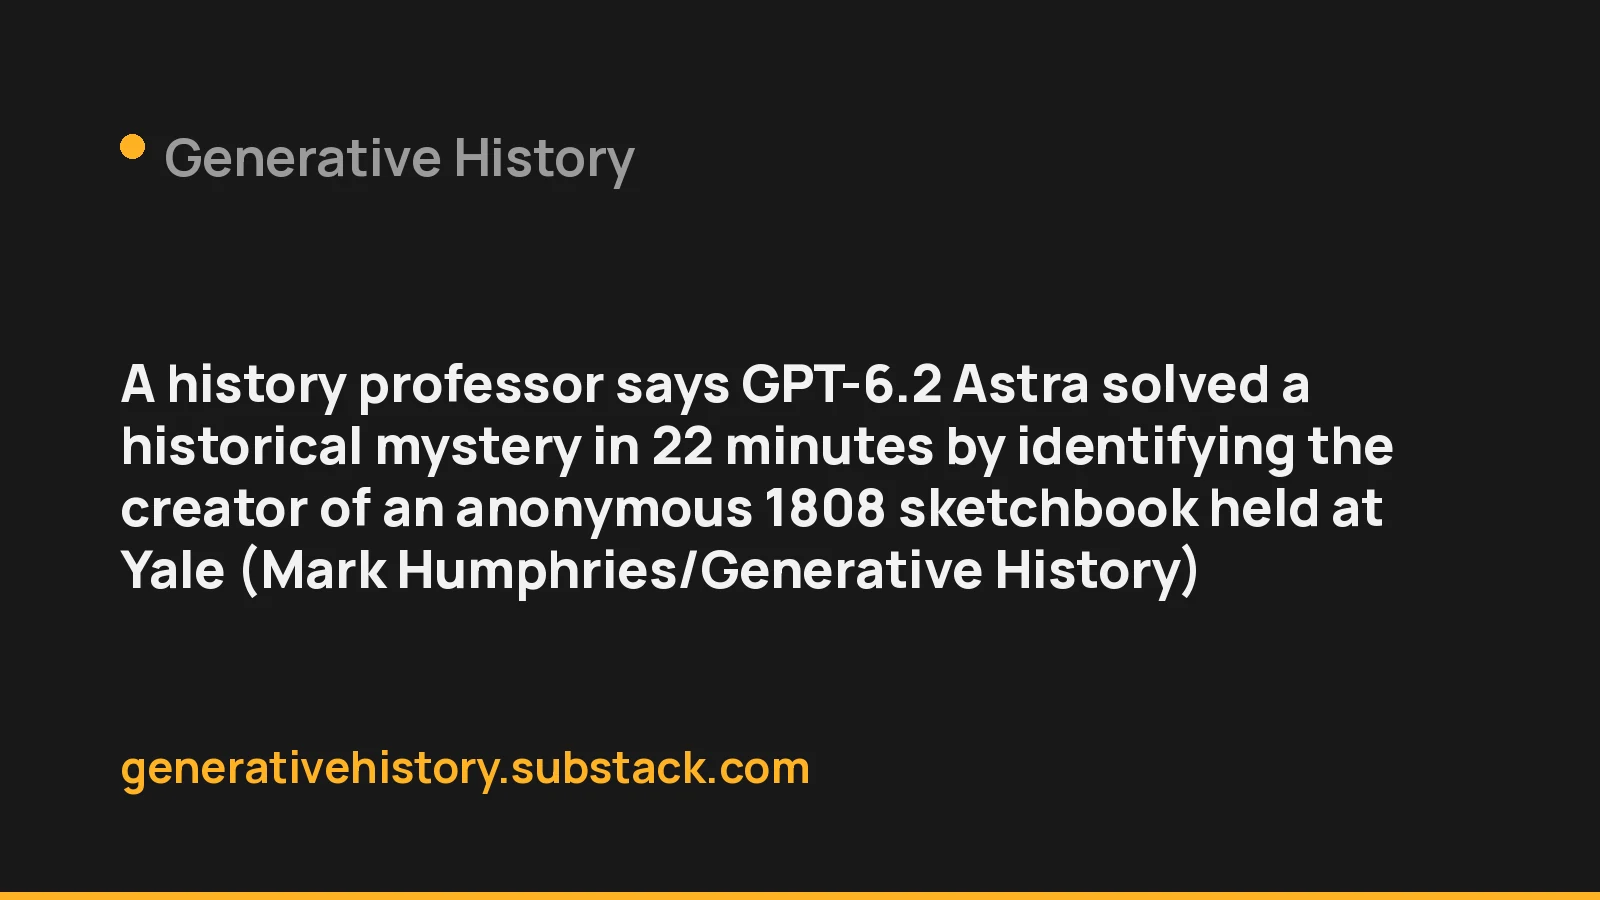 Generative History
A history professor says GPT-6.2 Astra solved a
historical mystery in 22 minutes by identifying the
creator of an anonymous 1808 sketchbook held at
Yale (Mark Humphries/Generative History)
generativehistory.substack.com